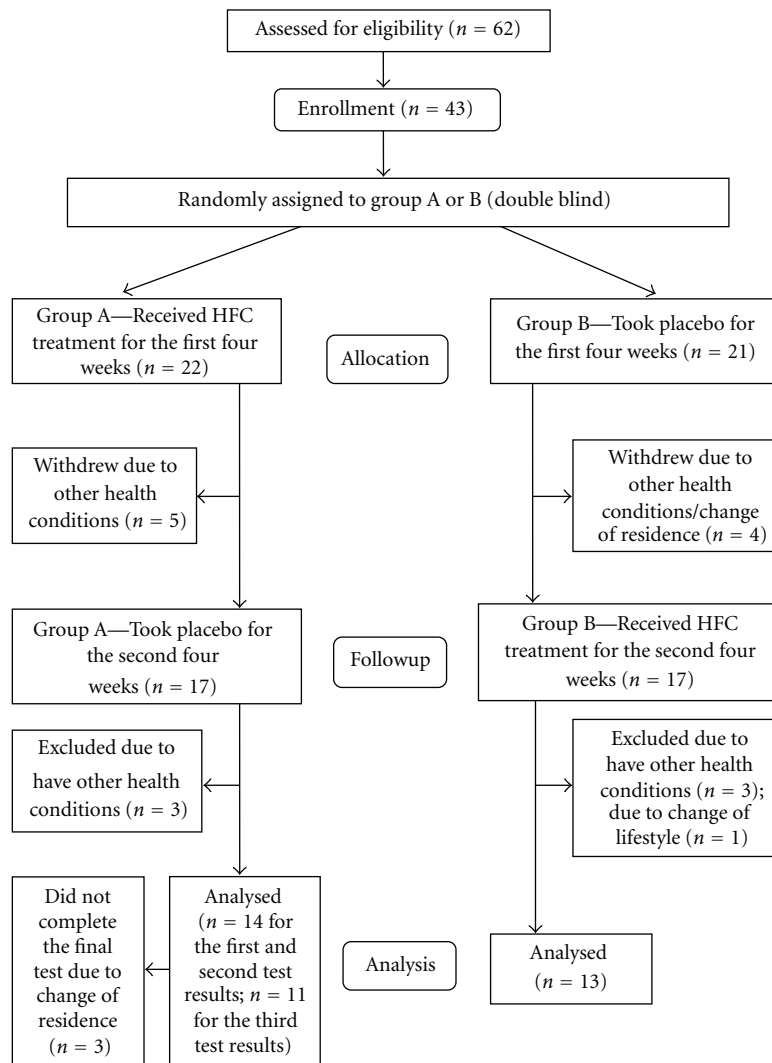 Assessed for eligibility (n = 62)
Enrollment (n = 43)
Randomly assigned to group A or B (double blind)
Group A—Received HFC
treatment for the first four
weeks (n = 22)
Allocation
Group B—Took placebo for
the first four weeks (n = 21)
Withdrew due to
other health
conditions (n = 5)
Withdrew due to
other health
conditions/change
of residence (n = 4)
Group A—Took placebo for
the second four
weeks (n = 17)
Followup
Group B—Received HFC
treatment for the second four
weeks (n = 17)
Excluded due to
have other health
conditions (n = 3)
Excluded due to
have other health
conditions (n = 3);
due to change of
lifestyle (n = 1)
Did not
complete
the final
test due to
change of
residence
(n = 3)
Analysed
(n = 14 for
the first and
second test
results; n = 11
for the third
test results)
Analysis
Analysed
(n = 13)